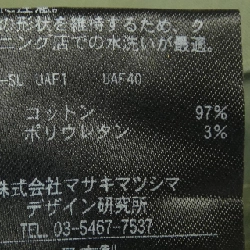 の形状を維持するため、ク
ニング店での水洗いが最適。
-SL UAF1 UAF40
コットン 97%
ポリウレタン 3%
株式会社マサキマツシマ
デザイン研究所
TEL. 03-5467-7537